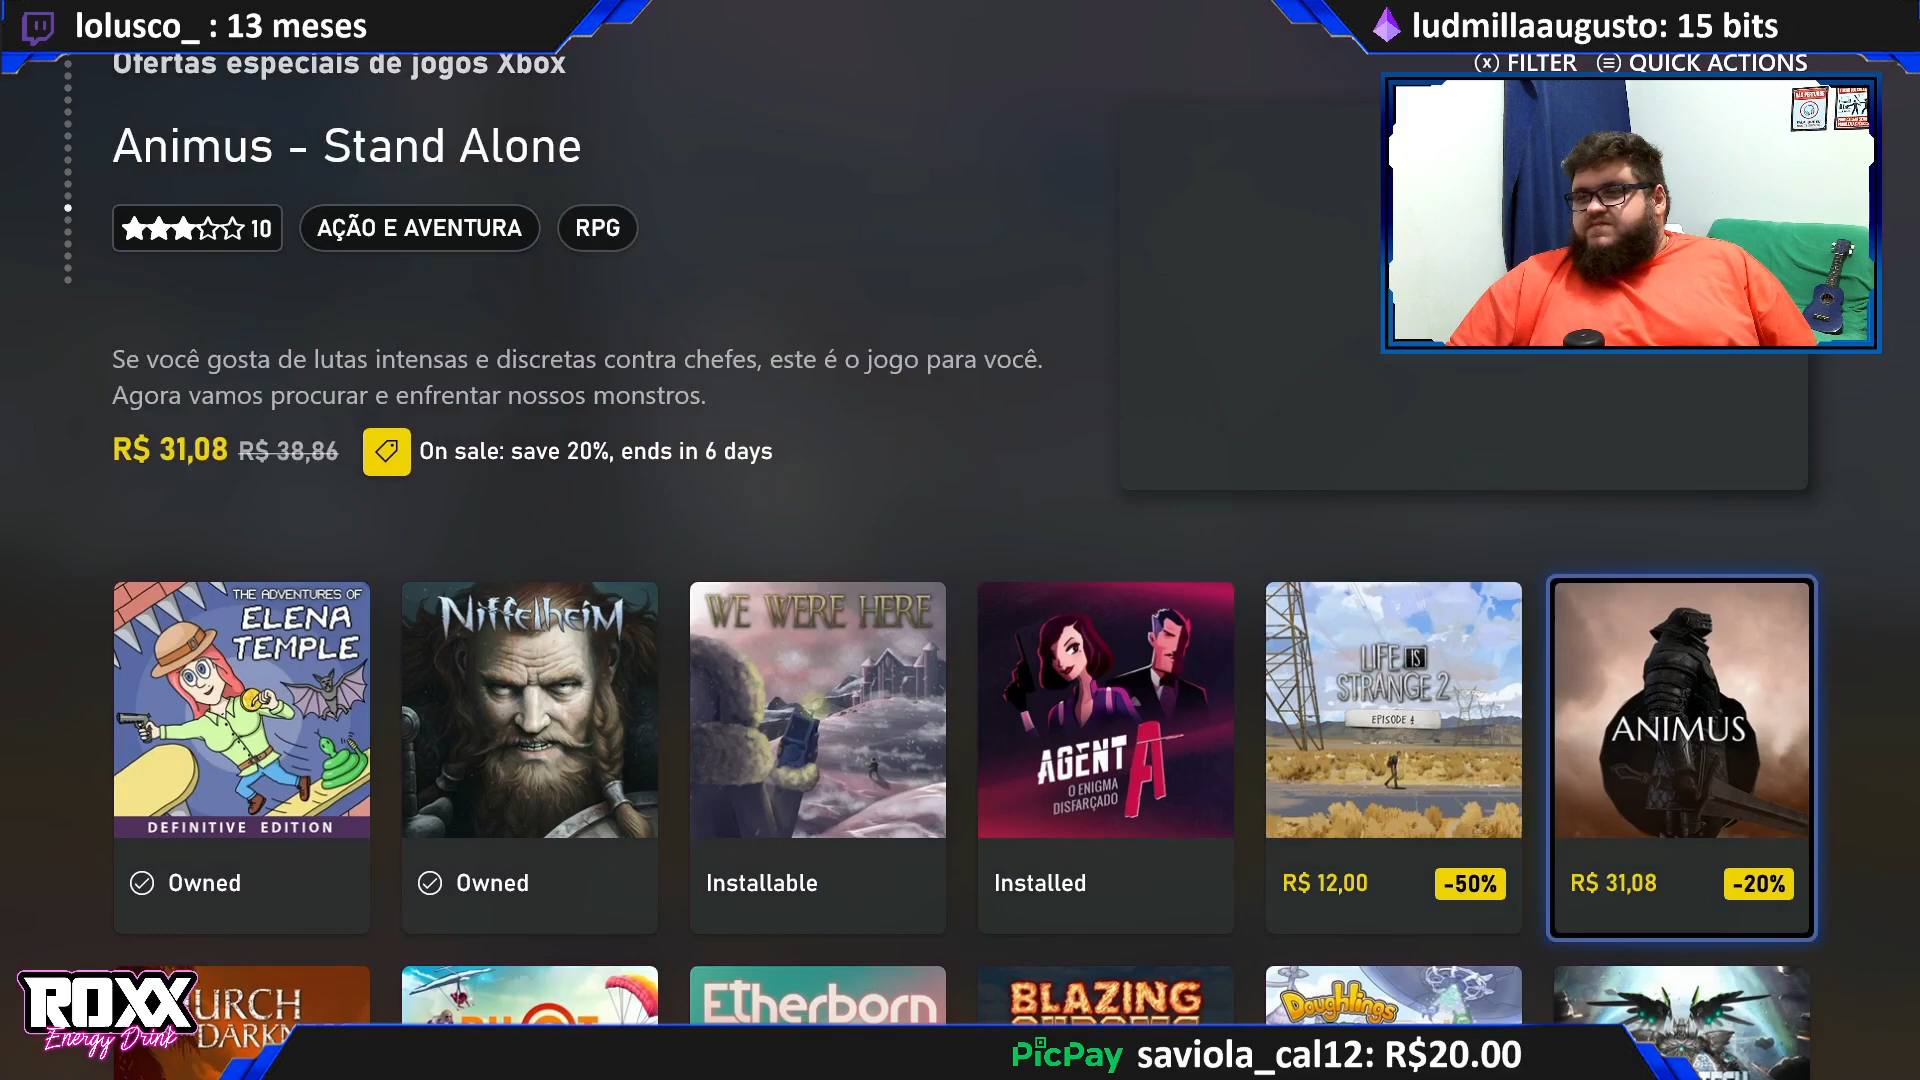 lolusco_ : 13 meses
ludmillaaugusto: 15 bits
Ofertas especiais de jogos Xbox
(x) FILTER
QUICK ACTIONS
Animus - Stand Alone
10
AÇÃO E AVENTURA
RPG
Se você gosta de lutas intensas e discretas contra chefes, este é o jogo para você.
Agora vamos procurar e enfrentar nossos monstros.
R$ 31,08 R$ 38,86 On sale: save 20%, ends in 6 days
THE ADVENTURES OF
ELENA
TEMPLE
DEFINITIVE EDITION
Owned
NIFFELHEIM
Owned
WE WERE HERE
Installable
AGENT A
O ENIGMA
DISFARÇADO
Installed
LIFE IS
STRANGE 2
EPISODE 4
R$ 12,00
-50%
ANIMUS
R$ 31,08
-20%
ROXX
Energy Drink
Etherborn
BLAZING
Doughlings
PicPay saviola_cal12: R$20.00